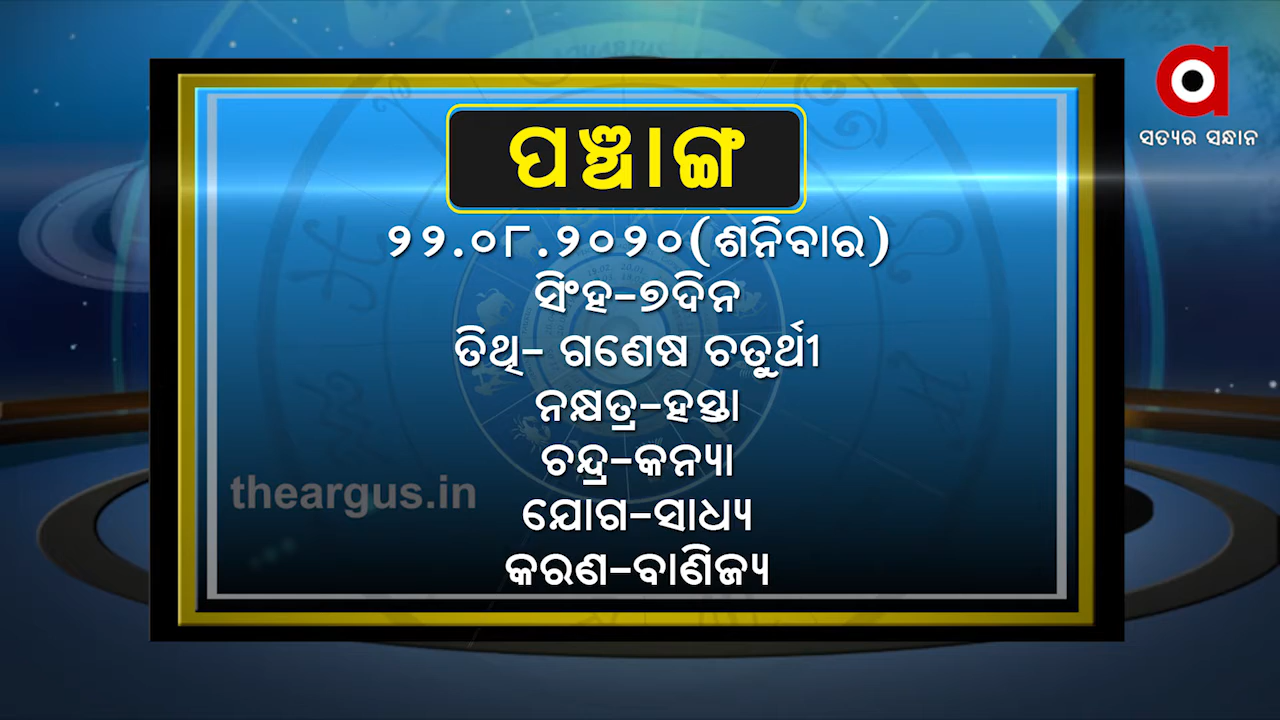 ପଞ୍ଚାଙ୍ଗ
ସତ୍ୟର ସନ୍ଧାନ
୨୨.୦୮.୨୦୨୦(ଶନିବାର)
ସିଂହ-୭ଦିନ
ତିଥି- ଗଣେଷ ଚତୁର୍ଥୀ
ନକ୍ଷତ୍ର-ହସ୍ତା
ଚନ୍ଦ୍ର-କନ୍ୟା
theargus.in
ଯୋଗ-ସାଧ୍ୟ
କରଣ-ବାଣିଜ୍ୟ